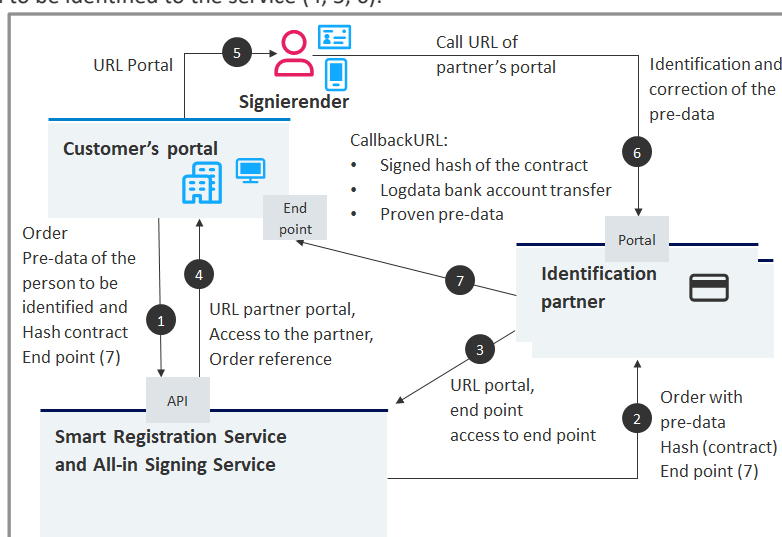 to be identified to the service (4, 5, 6).
5
URL Portal
Signierender
Call URL of
partner's portal
Identification and
correction of the
pre-data
6
Customer's portal
CallbackURL:
• Signed hash of the contract
• Logdata bank account transfer
• Proven pre-data
End
point
Portal
Identification
partner
Order
Pre-data of the
person to be
identified and
Hash contract
End point (7)
1
4
7
URL partner portal,
Access to the partner,
Order reference
3
URL portal,
end point
access to end point
2
Order with
pre-data
Hash (contract)
End point (7)
API
Smart Registration Service
and All-in Signing Service